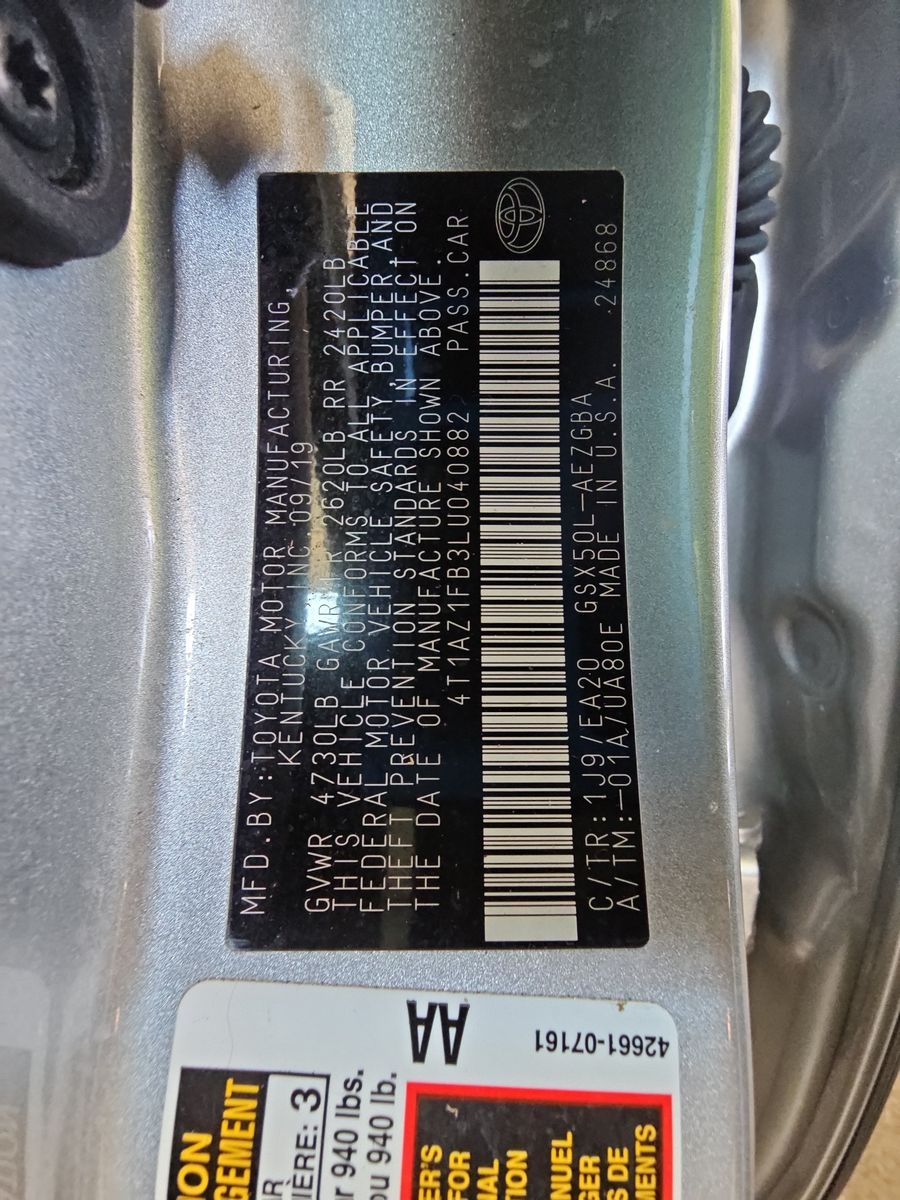 MFD.BY:TOYOTA MOTOR MANUFACTURING,
KENTUCKY,INC 09/19
GVWR 4730LB GAWR FR 2620LB RR 2420LB
THIS VEHICLE CONFORMS TO ALL APPLICABLE
FEDERAL MOTOR VEHICLE SAFETY, BUMPER, AND
THEFT PREVENTION STANDARDS IN EFFECT ON
THE DATE OF MANUFACTURE SHOWN ABOVE.
4T1AZ1FB3LU040882 PASS.CAR
C/TR:1J9/EA20 GSX50L-AEZGBA
A/TM:-01A/UA80E MADE IN U.S.A. 24868
AA
42661-07161
GEMENT
3
940 lbs.
940 lb.
FOR
MANUEL